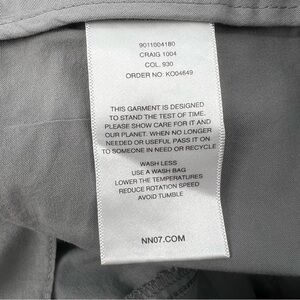 9011004180
CRAIG 1004
COL. 930
ORDER NO: KO04649
THIS GARMENT IS DESIGNED
TO STAND THE TEST OF TIME.
PLEASE SHOW CARE FOR IT AND
OUR PLANET. WHEN NO LONGER
NEEDED OR USEFUL PASS IT ON
TO SOMEONE IN NEED OR RECYCLE
WASH LESS
USE A WASH BAG
LOWER THE TEMPERATURES
REDUCE ROTATION SPEED
AVOID TUMBLE
NN07.COM